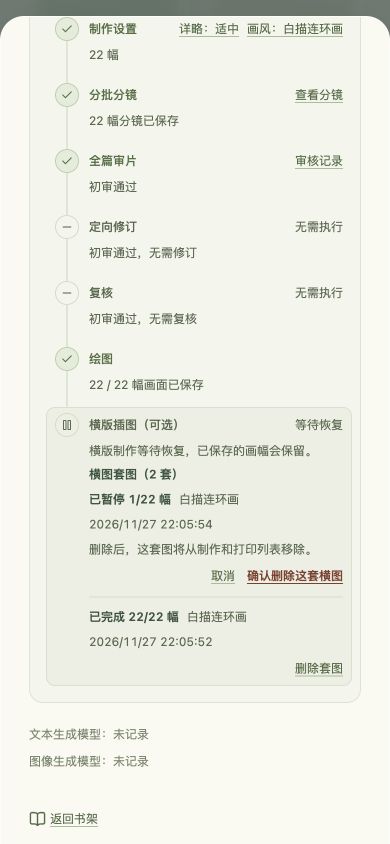 制作设置 详略：适中 画风：白描连环画
22 幅
分批分镜 查看分镜
22 幅分镜已保存
全篇审片 审核记录
初审通过
定向修订 无需执行
初审通过，无需修订
复核 无需执行
初审通过，无需复核
绘图
22 / 22 幅画面已保存
横版插图（可选） 等待恢复
横版制作等待恢复，已保存的画幅会保留。
横图套图（2 套）
已暂停 1/22 幅 白描连环画
2026/11/27 22:05:54
删除后，这套图将从制作和打印列表移除。
取消 确认删除这套横图
已完成 22/22 幅 白描连环画
2026/11/27 22:05:52
删除套图
文本生成模型：未记录
图像生成模型：未记录
返回书架